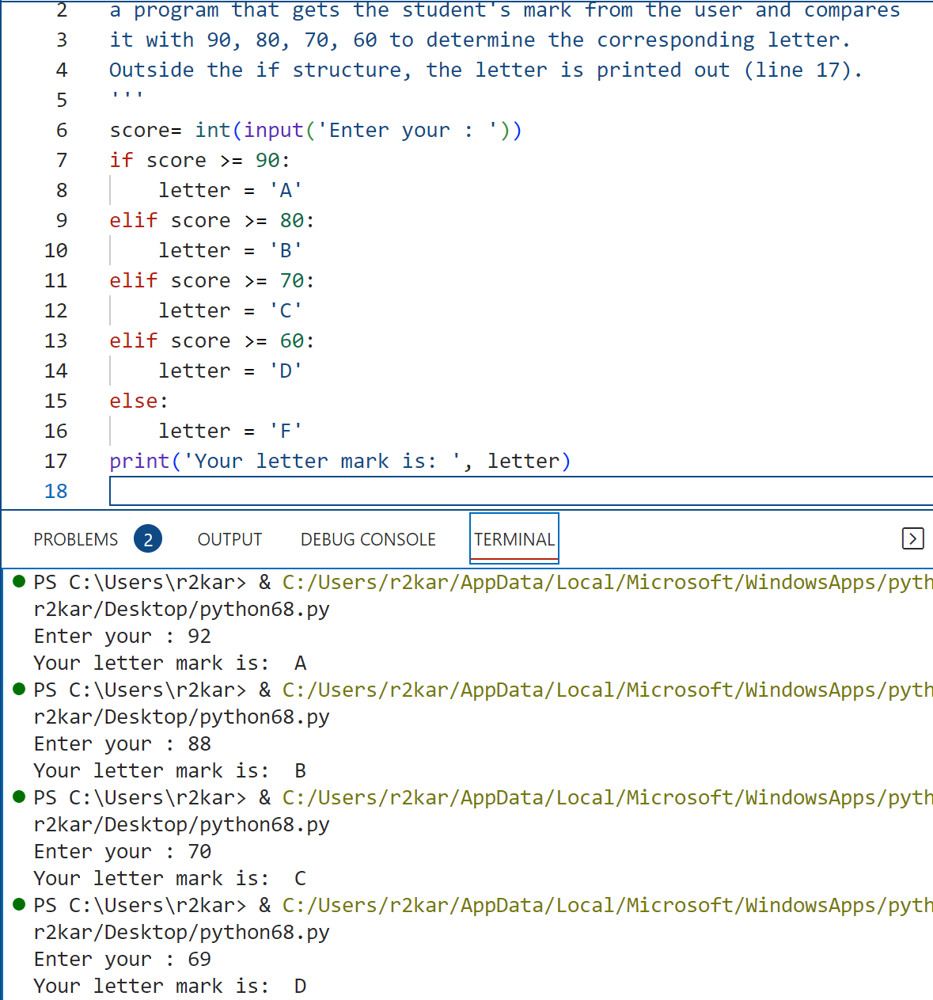 2 a program that gets the student's mark from the user and compares
3 it with 90, 80, 70, 60 to determine the corresponding letter.
4 Outside the if structure, the letter is printed out (line 17).
5 '''
6 score= int(input('Enter your : '))
7 if score >= 90:
8     letter = 'A'
9 elif score >= 80:
10     letter = 'B'
11 elif score >= 70:
12     letter = 'C'
13 elif score >= 60:
14     letter = 'D'
15 else:
16     letter = 'F'
17 print('Your letter mark is: ', letter)
18
PROBLEMS 2 OUTPUT DEBUG CONSOLE TERMINAL
PS C:\Users\r2kar> & C:/Users/r2kar/AppData/Local/Microsoft/WindowsApps/pyth
r2kar/Desktop/python68.py
Enter your : 92
Your letter mark is:  A
PS C:\Users\r2kar> & C:/Users/r2kar/AppData/Local/Microsoft/WindowsApps/pyth
r2kar/Desktop/python68.py
Enter your : 88
Your letter mark is:  B
PS C:\Users\r2kar> & C:/Users/r2kar/AppData/Local/Microsoft/WindowsApps/pyth
r2kar/Desktop/python68.py
Enter your : 70
Your letter mark is:  C
PS C:\Users\r2kar> & C:/Users/r2kar/AppData/Local/Microsoft/WindowsApps/pyth
r2kar/Desktop/python68.py
Enter your : 69
Your letter mark is:  D